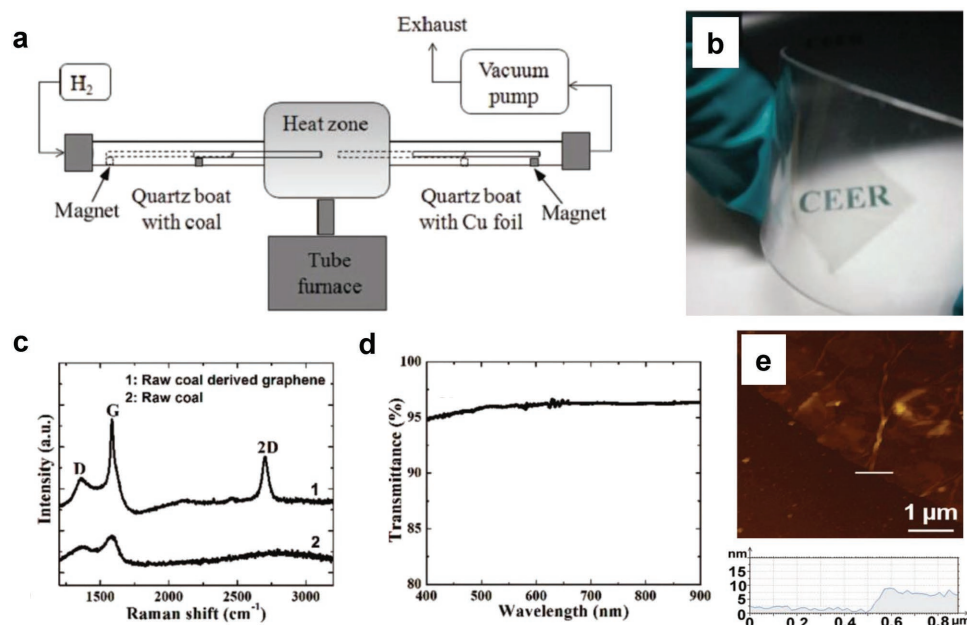 a
H₂
Exhaust
Vacuum
pump
Heat zone
Magnet
Quartz boat
with coal
Quartz boat
with Cu foil
Magnet
Tube
furnace
b
CEER
c
1: Raw coal derived graphene
2: Raw coal
G
D
2D
1
2
Intensity (a.u.)
1500 2000 2500 3000
Raman shift (cm⁻¹)
d
100
95
90
85
80
Transmittance (%)
400 500 600 700 800 900
Wavelength (nm)
e
1 µm
nm
15
10
5
0
0 0.2 0.4 0.6 0.8 µm